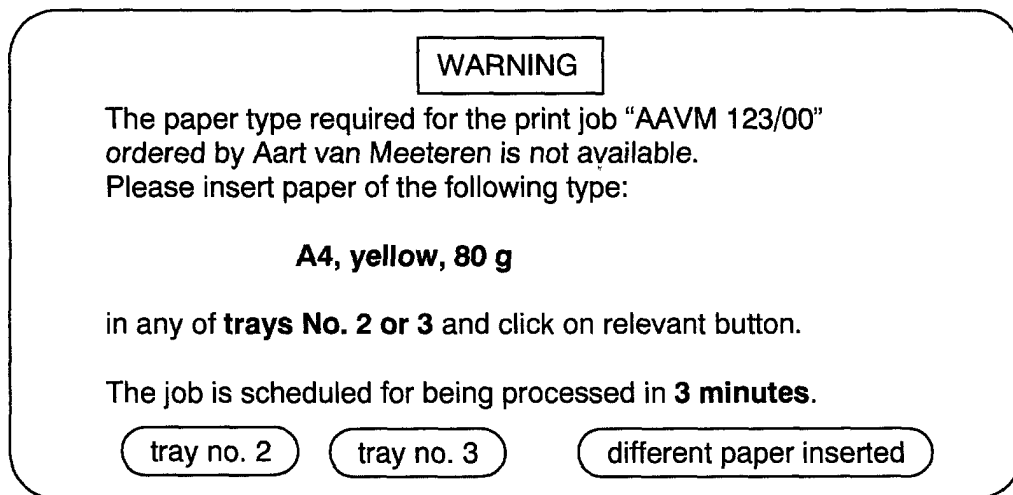 WARNING
The paper type required for the print job “AAVM 123/00”
ordered by Aart van Meeteren is not available.
Please insert paper of the following type:
A4, yellow, 80 g
in any of trays No. 2 or 3 and click on relevant button.
The job is scheduled for being processed in 3 minutes.
tray no. 2 tray no. 3 different paper inserted